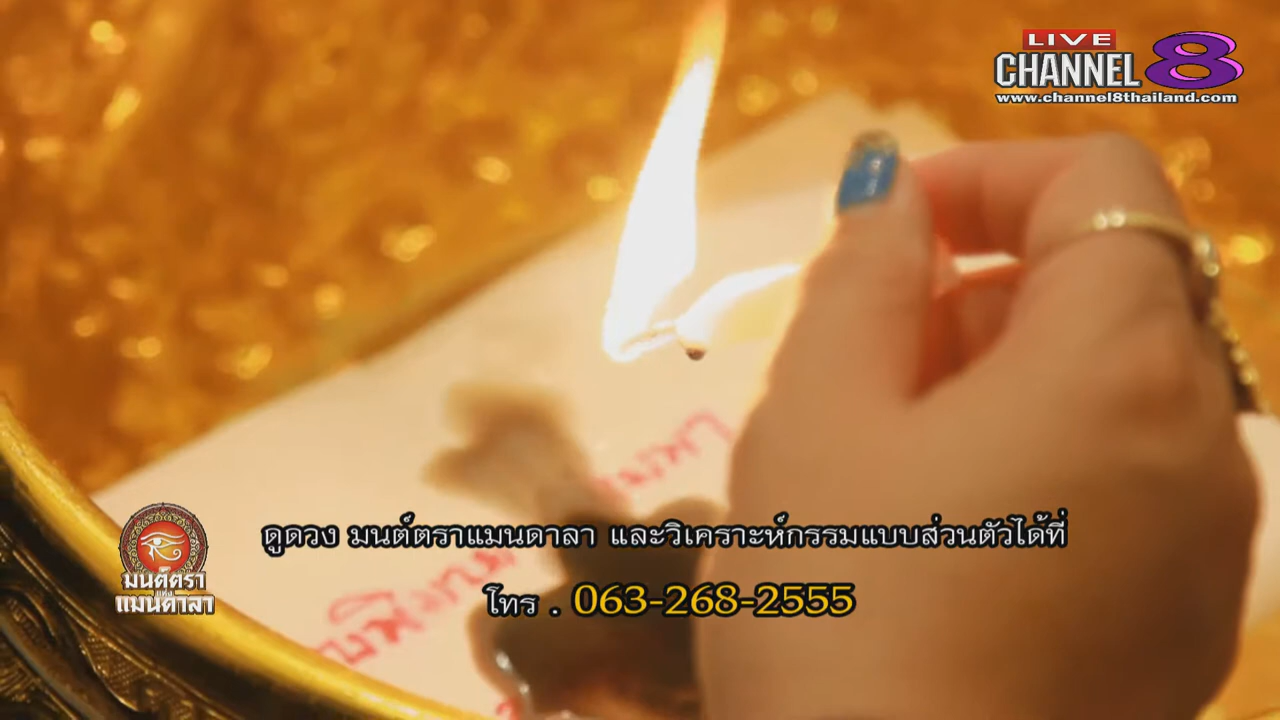 LIVE
CHANNEL 8
www.channel8thailand.com
ดูดวง มนต์ตราแมนดาลา และวิเคราะห์กรรมแบบส่วนตัวได้ที่
โทร . 063-268-2555
มนต์ตรา
แห่ง
แมนดาลา